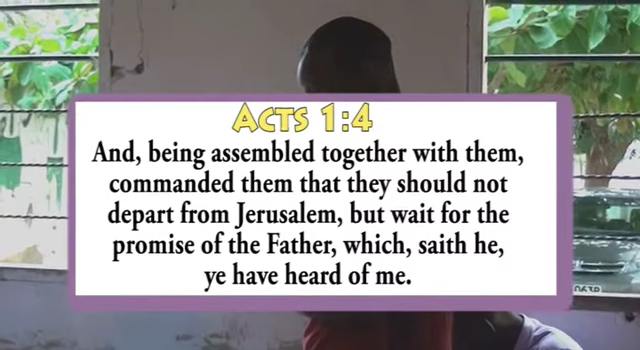 Acts 1:4
And, being assembled together with them,
commanded them that they should not
depart from Jerusalem, but wait for the
promise of the Father, which, saith he,
ye have heard of me.